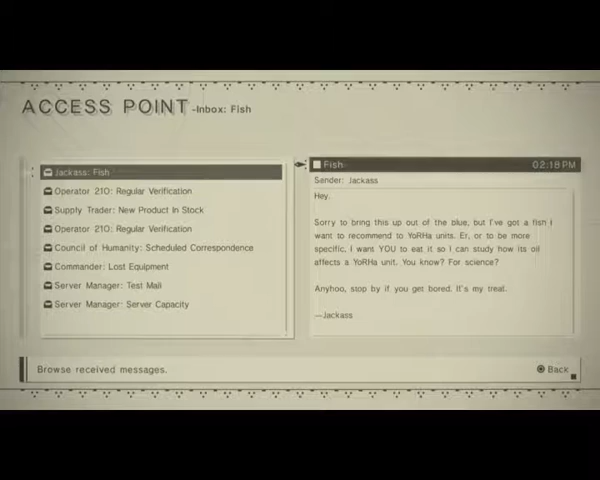 ACCESS POINT -Inbox: Fish
Jackass: Fish
Operator 21O: Regular Verification
Supply Trader: New Product In Stock
Operator 21O: Regular Verification
Council of Humanity: Scheduled Correspondence
Commander: Lost Equipment
Server Manager: Test Mail
Server Manager: Server Capacity
Fish 02:18 PM
Sender: Jackass
Hey.
Sorry to bring this up out of the blue, but I've got a fish I
want to recommend to YoRHa units. Er, or to be more
specific, I want YOU to eat it so I can study how its oil
affects a YoRHa unit. You know? For science?
Anyhoo, stop by if you get bored. It's my treat.
—Jackass
Browse received messages.
Back